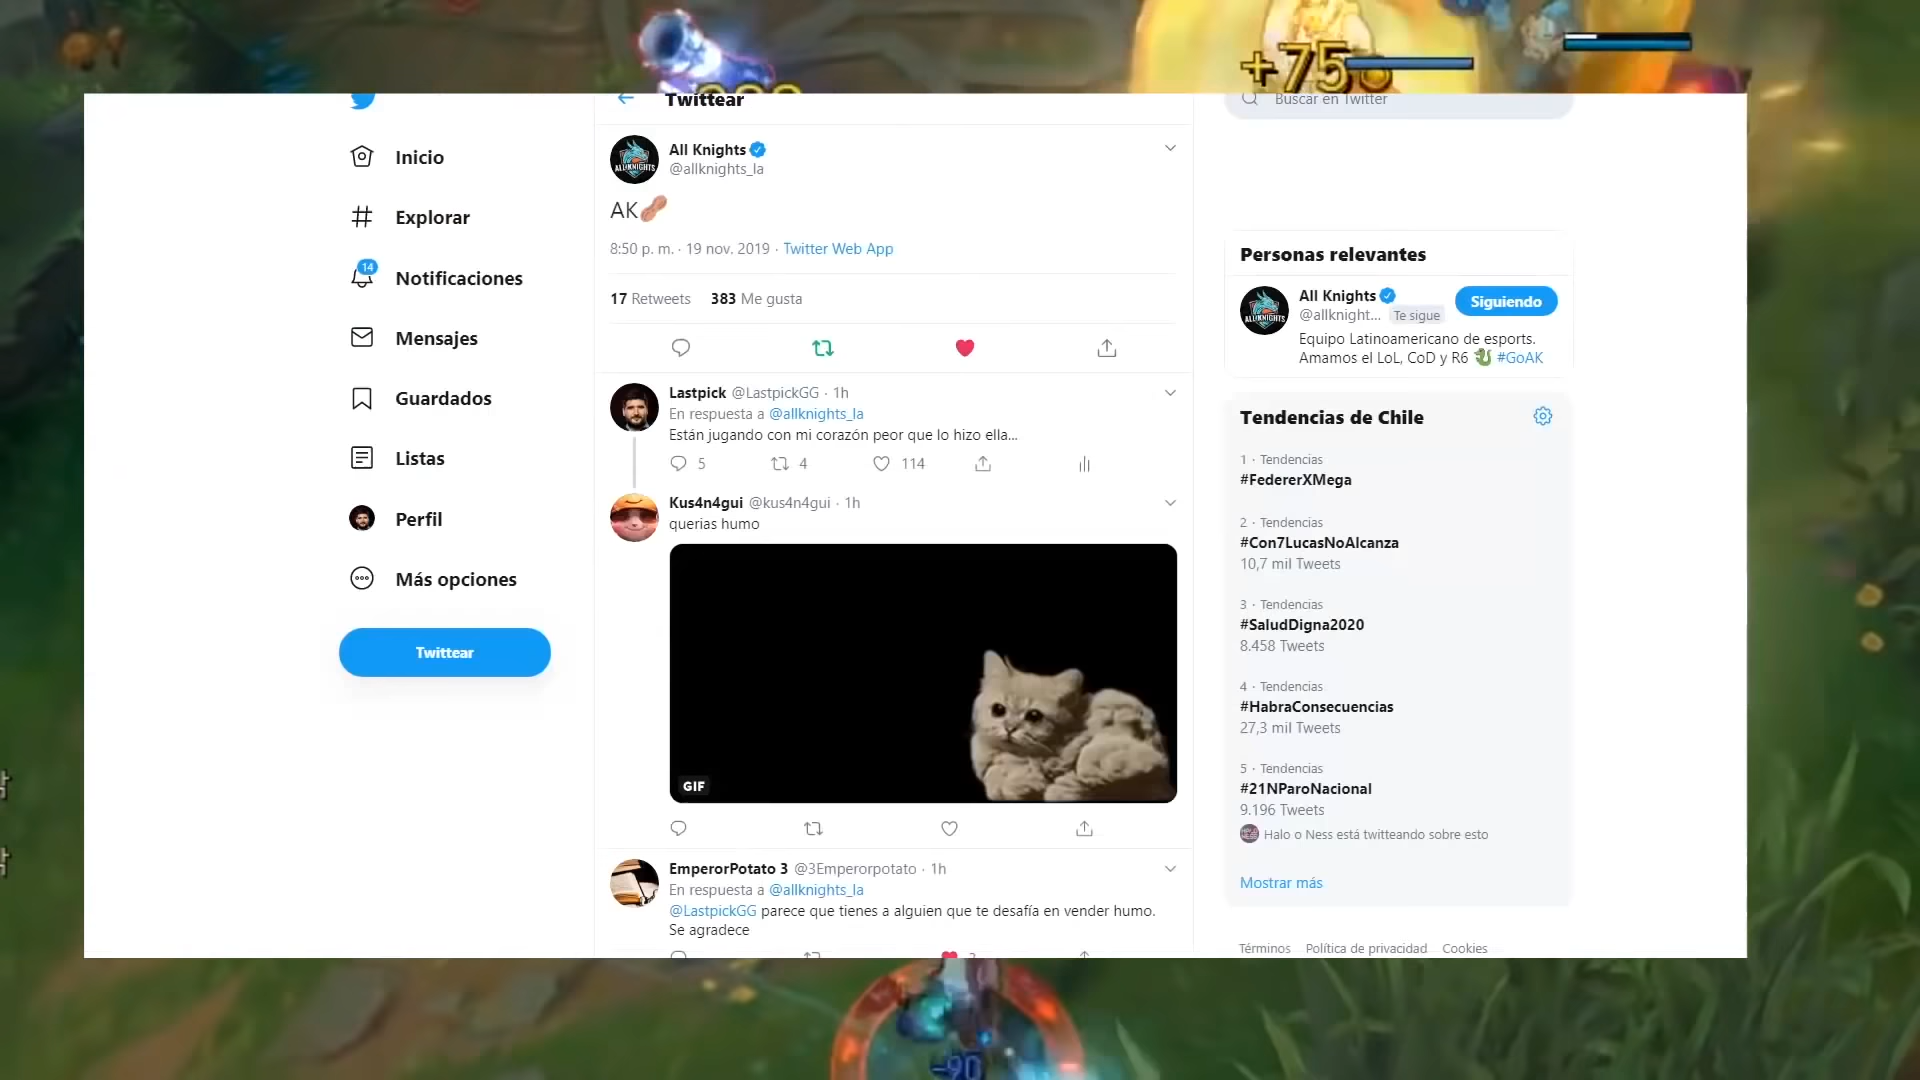 +75
Twittear
Buscar en Twitter
Inicio
Explorar
14
Notificaciones
Mensajes
Guardados
Listas
Perfil
Más opciones
Twittear
All Knights
@allknights_la
AK🥜
8:50 p. m. · 19 nov. 2019 · Twitter Web App
17 Retweets 383 Me gusta
Lastpick @LastpickGG · 1h
En respuesta a @allknights_la
Están jugando con mi corazón peor que lo hizo ella...
5 4 114
Kus4n4gui @kus4n4gui · 1h
querias humo
GIF
EmperorPotato 3 @3Emperorpotato · 1h
En respuesta a @allknights_la
@LastpickGG parece que tienes a alguien que te desafía en vender humo.
Se agradece
Personas relevantes
All Knights
@allknight... Te sigue
Siguiendo
Equipo Latinoamericano de esports.
Amamos el LoL, CoD y R6 🐉 #GoAK
Tendencias de Chile
1 · Tendencias
#FedererXMega
2 · Tendencias
#Con7LucasNoAlcanza
10,7 mil Tweets
3 · Tendencias
#SaludDigna2020
8.458 Tweets
4 · Tendencias
#HabraConsecuencias
27,3 mil Tweets
5 · Tendencias
#21NParoNacional
9.196 Tweets
Halo o Ness está twitteando sobre esto
Mostrar más
Términos Política de privacidad Cookies
-90